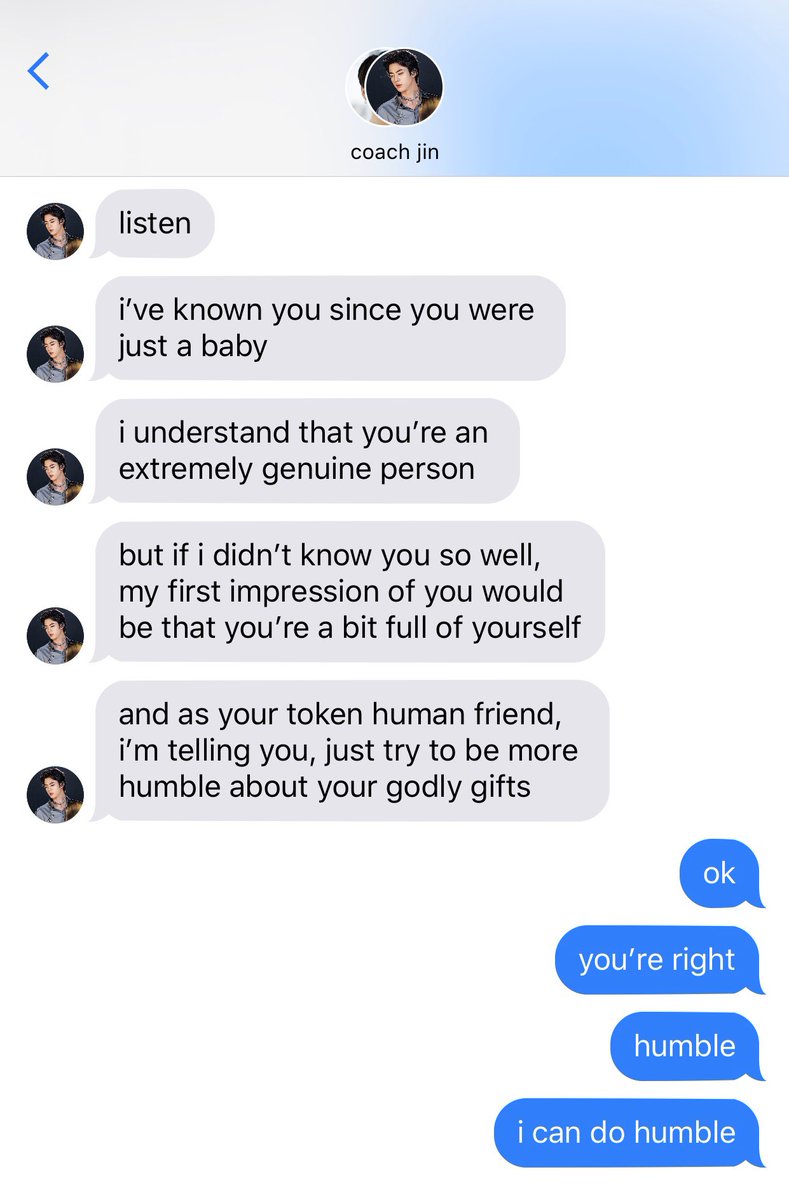 coach jin
listen
i’ve known you since you were
just a baby
i understand that you’re an
extremely genuine person
but if i didn’t know you so well,
my first impression of you would
be that you’re a bit full of yourself
and as your token human friend,
i’m telling you, just try to be more
humble about your godly gifts
ok
you’re right
humble
i can do humble